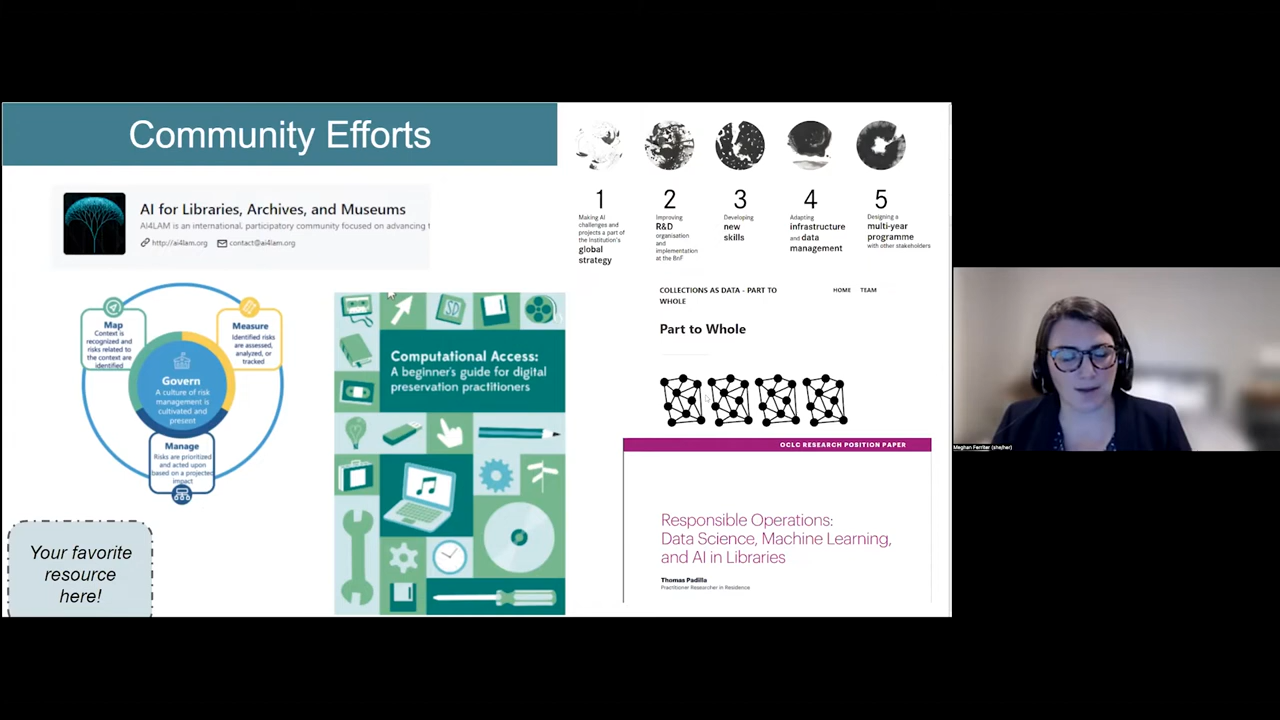 Community Efforts
AI for Libraries, Archives, and Museums
AI4LAM is an international, participatory community focused on advancing
http://ai4lam.org
contact@ai4lam.org
Map
Context is
recognized and
risks related to
the context are
identified
Measure
Identified risks
are assessed,
analyzed, or
tracked
Govern
A culture of risk
management is
cultivated and
present
Manage
Risks are prioritized
and acted upon
based on a projected
impact
Your favorite
resource
here!
Computational Access:
A beginner's guide for digital
preservation practitioners
SD
1
Making AI
challenges and
projects a part of
the Institution's
global
strategy
2
Improving
R&D
organisation
and
implementation
at the BnF
3
Developing
new
skills
4
Adapting
infrastructure
and data
management
5
Designing a
multi-year
programme
with other stakeholders
COLLECTIONS AS DATA - PART TO
WHOLE
HOME TEAM
Part to Whole
OCLC RESEARCH POSITION PAPER
Responsible Operations:
Data Science, Machine Learning,
and AI in Libraries
Thomas Padilla
Practitioner Researcher in Residence
Meghan Ferriter (she/her)